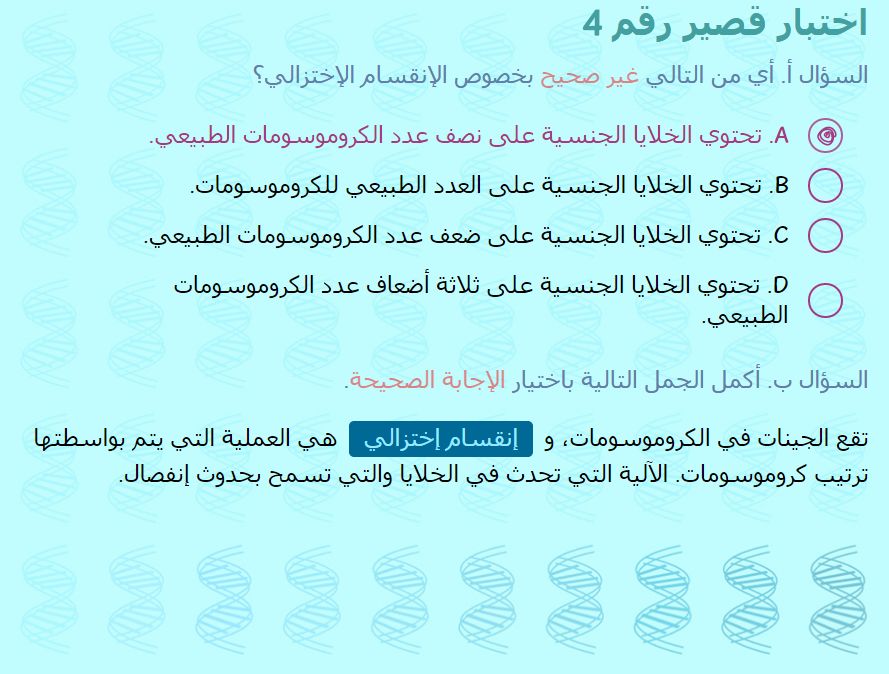 اختبار قصير رقم 4
السؤال أ. أي من التالي غير صحيح بخصوص الإنقسام الإختزالي؟
A. تحتوي الخلايا الجنسية على نصف عدد الكروموسومات الطبيعي.
B. تحتوي الخلايا الجنسية على العدد الطبيعي للكروموسومات.
C. تحتوي الخلايا الجنسية على ضعف عدد الكروموسومات الطبيعي.
D. تحتوي الخلايا الجنسية على ثلاثة أضعاف عدد الكروموسومات
الطبيعي.
السؤال ب. أكمل الجمل التالية باختيار الإجابة الصحيحة.
تقع الجينات في الكروموسومات، و إنقسام إختزالي هي العملية التي يتم بواسطتها
ترتيب كروموسومات. الآلية التي تحدث في الخلايا والتي تسمح بحدوث إنفصال.